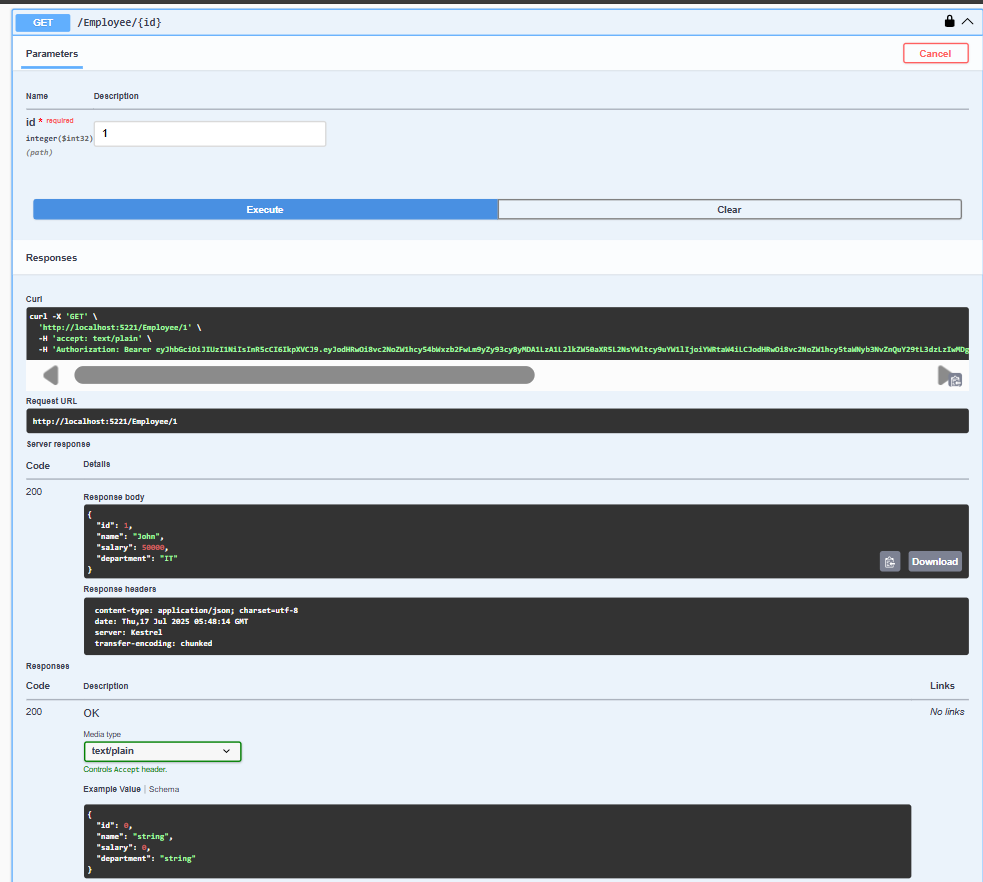 GET /Employee/{id}
Parameters
Cancel
Name Description
id * required
integer($int32)
(path)
1
Execute Clear
Responses
Curl
curl -X 'GET' \
'http://localhost:5221/Employee/1' \
-H 'accept: text/plain' \
-H 'Authorization: Bearer
Request URL
http://localhost:5221/Employee/1
Server response
Code Details
200
Response body
{
"id": 1,
"name": "John",
"salary": 50000,
"department": "IT"
}
Download
Response headers
content-type: application/json; charset=utf-8
date: Thu,17 Jul 2025 05:48:14 GMT
server: Kestrel
transfer-encoding: chunked
Responses
Code Description Links
200 OK No links
Media type
text/plain
Controls Accept header.
Example Value | Schema
{
"id": 0,
"name": "string",
"salary": 0,
"department": "string"
}